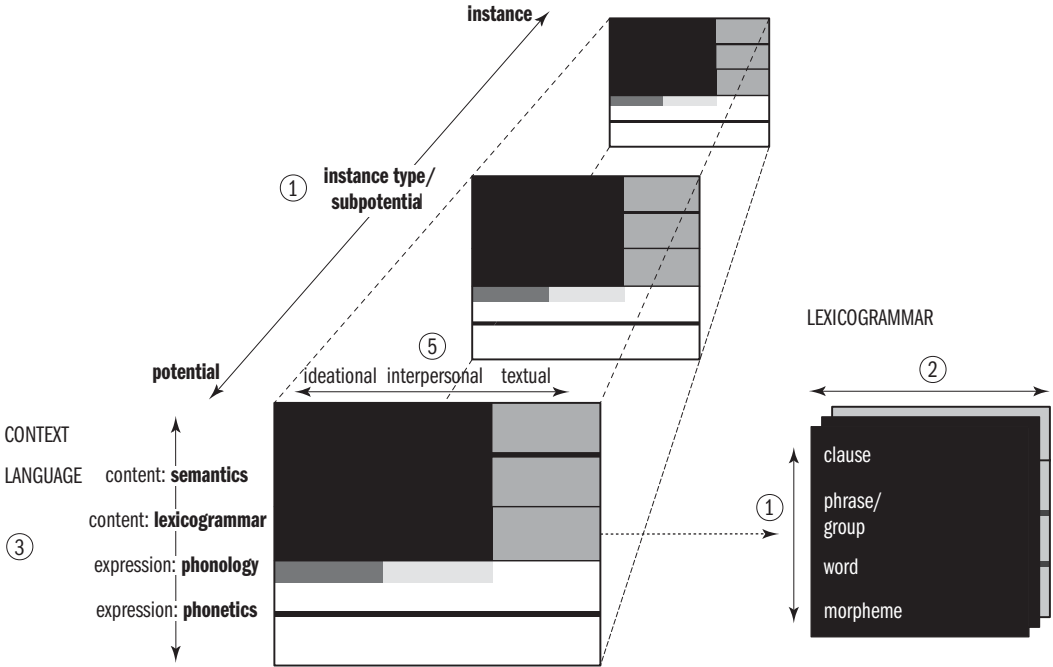 instance
① instance type/
subpotential
⑤
potential
ideational interpersonal textual
CONTEXT
LANGUAGE content: semantics
content: lexicogrammar
③
expression: phonology
expression: phonetics
LEXICOGRAMMAR
②
①
clause
phrase/
group
word
morpheme